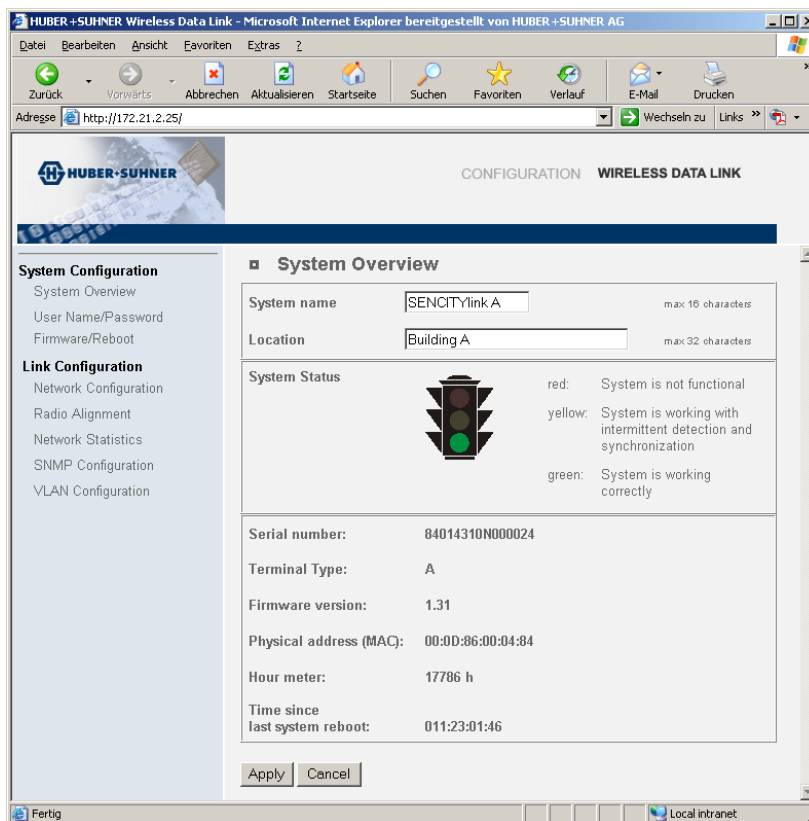 HUBER+SUHNER Wireless Data Link - Microsoft Internet Explorer bereitgestellt von HUBER+SUHNER AG
Datei Bearbeiten Ansicht Favoriten Extras ?
Zurück Vorwärts Abbrechen Aktualisieren Startseite Suchen Favoriten Verlauf E-Mail Drucken
Adresse http://172.21.2.25/ Wechseln zu Links »
HUBER+SUHNER
CONFIGURATION WIRELESS DATA LINK
System Configuration
System Overview
User Name/Password
Firmware/Reboot
Link Configuration
Network Configuration
Radio Alignment
Network Statistics
SNMP Configuration
VLAN Configuration
System Overview
System name SENCITYlink A max 16 characters
Location Building A max 32 characters
System Status
red: System is not functional
yellow: System is working with
intermittent detection and
synchronization
green: System is working
correctly
Serial number: 84014310N000024
Terminal Type: A
Firmware version: 1.31
Physical address (MAC): 00:0D:86:00:04:84
Hour meter: 17786 h
Time since
last system reboot: 011:23:01:46
Apply Cancel
Fertig Local intranet